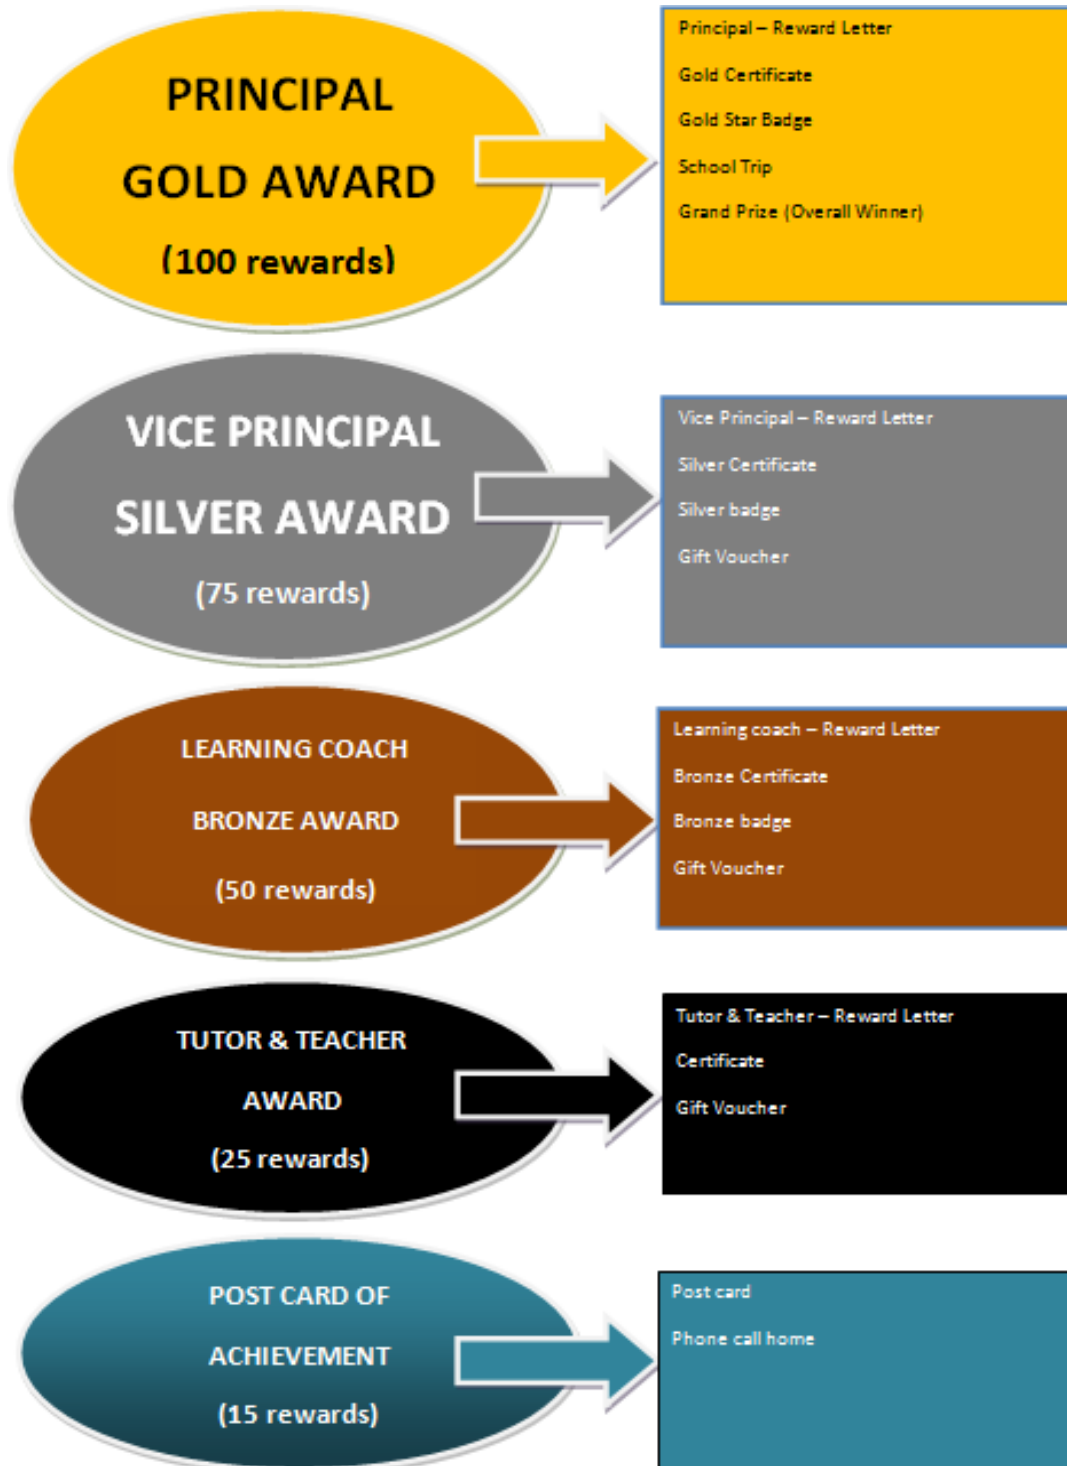 PRINCIPAL
GOLD AWARD
(100 rewards)
Principal – Reward Letter
Gold Certificate
Gold Star Badge
School Trip
Grand Prize (Overall Winner)
VICE PRINCIPAL
SILVER AWARD
(75 rewards)
Vice Principal – Reward Letter
Silver Certificate
Silver badge
Gift Voucher
LEARNING COACH
BRONZE AWARD
(50 rewards)
Learning coach – Reward Letter
Bronze Certificate
Bronze badge
Gift Voucher
TUTOR & TEACHER
AWARD
(25 rewards)
Tutor & Teacher – Reward Letter
Certificate
Gift Voucher
POST CARD OF
ACHIEVEMENT
(15 rewards)
Post card
Phone call home